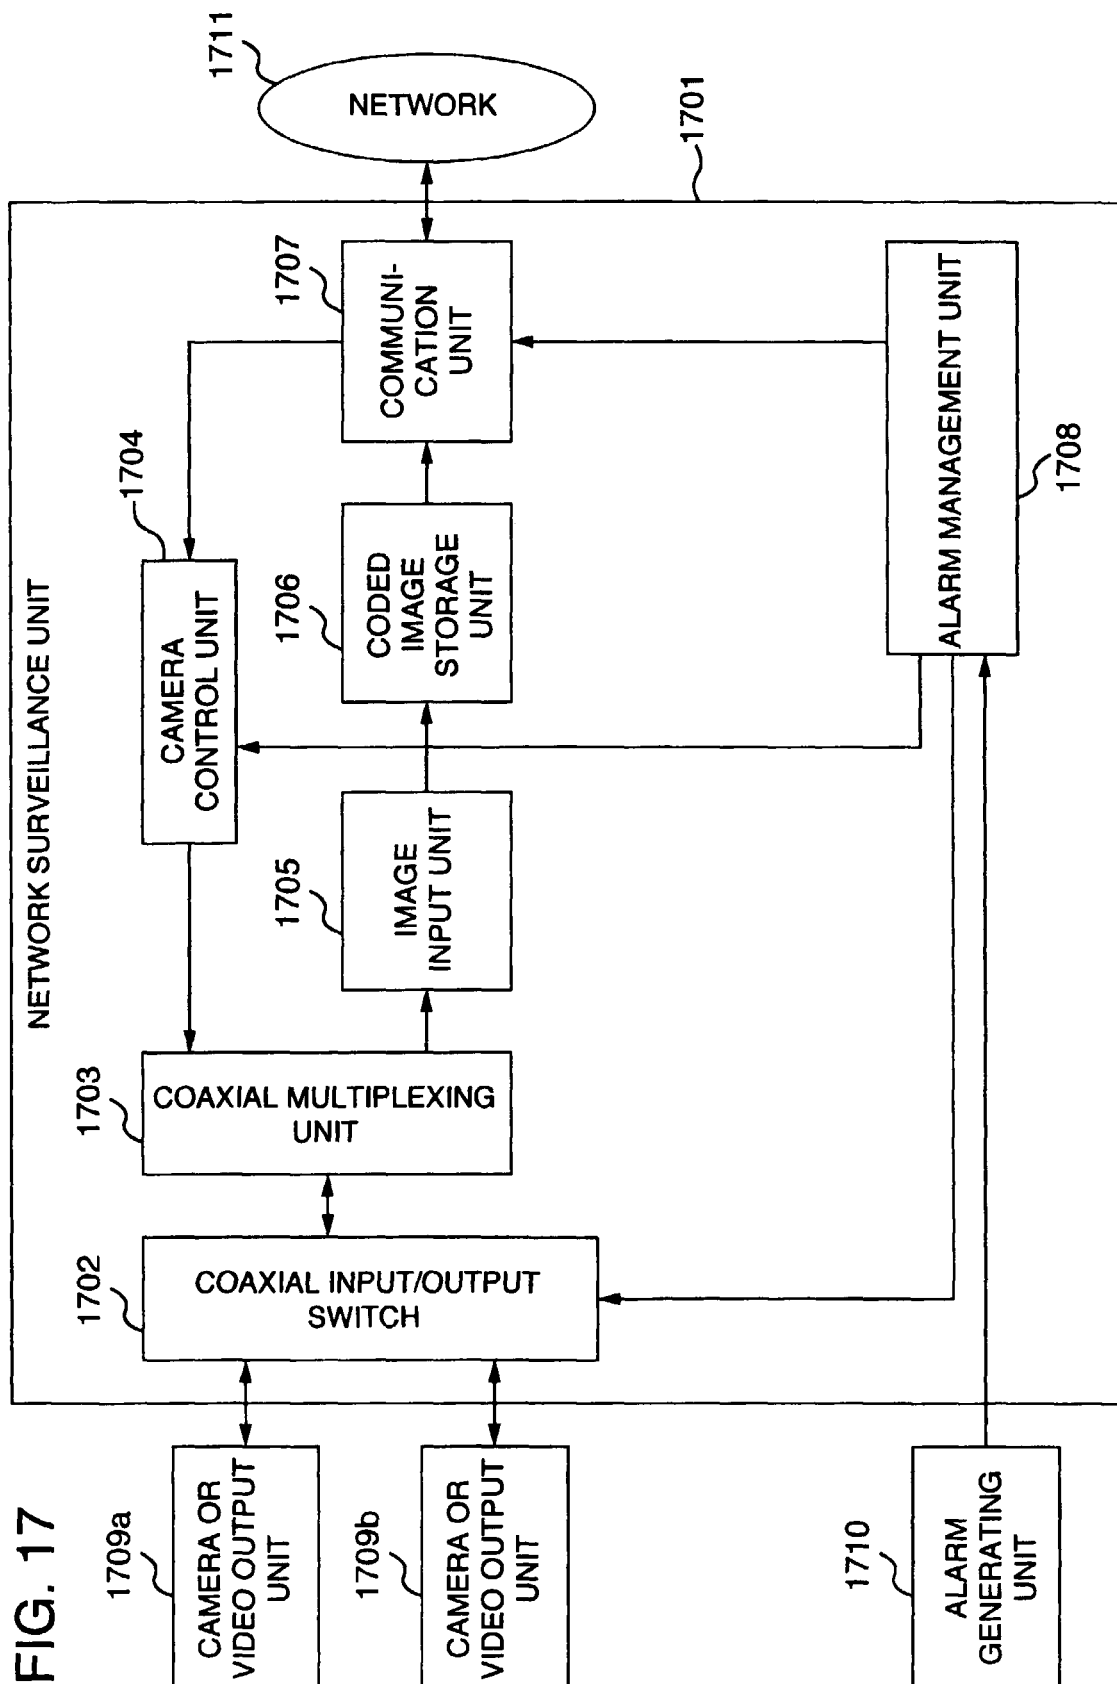 FIG. 17
NETWORK SURVEILLANCE UNIT
1701
1709a
CAMERA OR
VIDEO OUTPUT
UNIT
1709b
CAMERA OR
VIDEO OUTPUT
UNIT
1710
ALARM
GENERATING
UNIT
1702
COAXIAL INPUT/OUTPUT
SWITCH
1703
COAXIAL MULTIPLEXING
UNIT
1704
CAMERA
CONTROL UNIT
1705
IMAGE
INPUT UNIT
1706
CODED
IMAGE
STORAGE
UNIT
1707
COMMUNI-
CATION
UNIT
ALARM MANAGEMENT UNIT
1708
1711
NETWORK